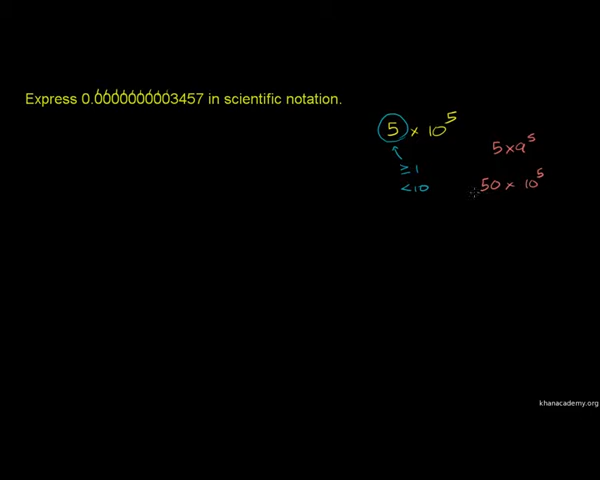 Express 0.0000000003457 in scientific notation.
5 × 10^5
5 × 9^5
≥ 1
< 10
50 × 10^5
khanacademy.org